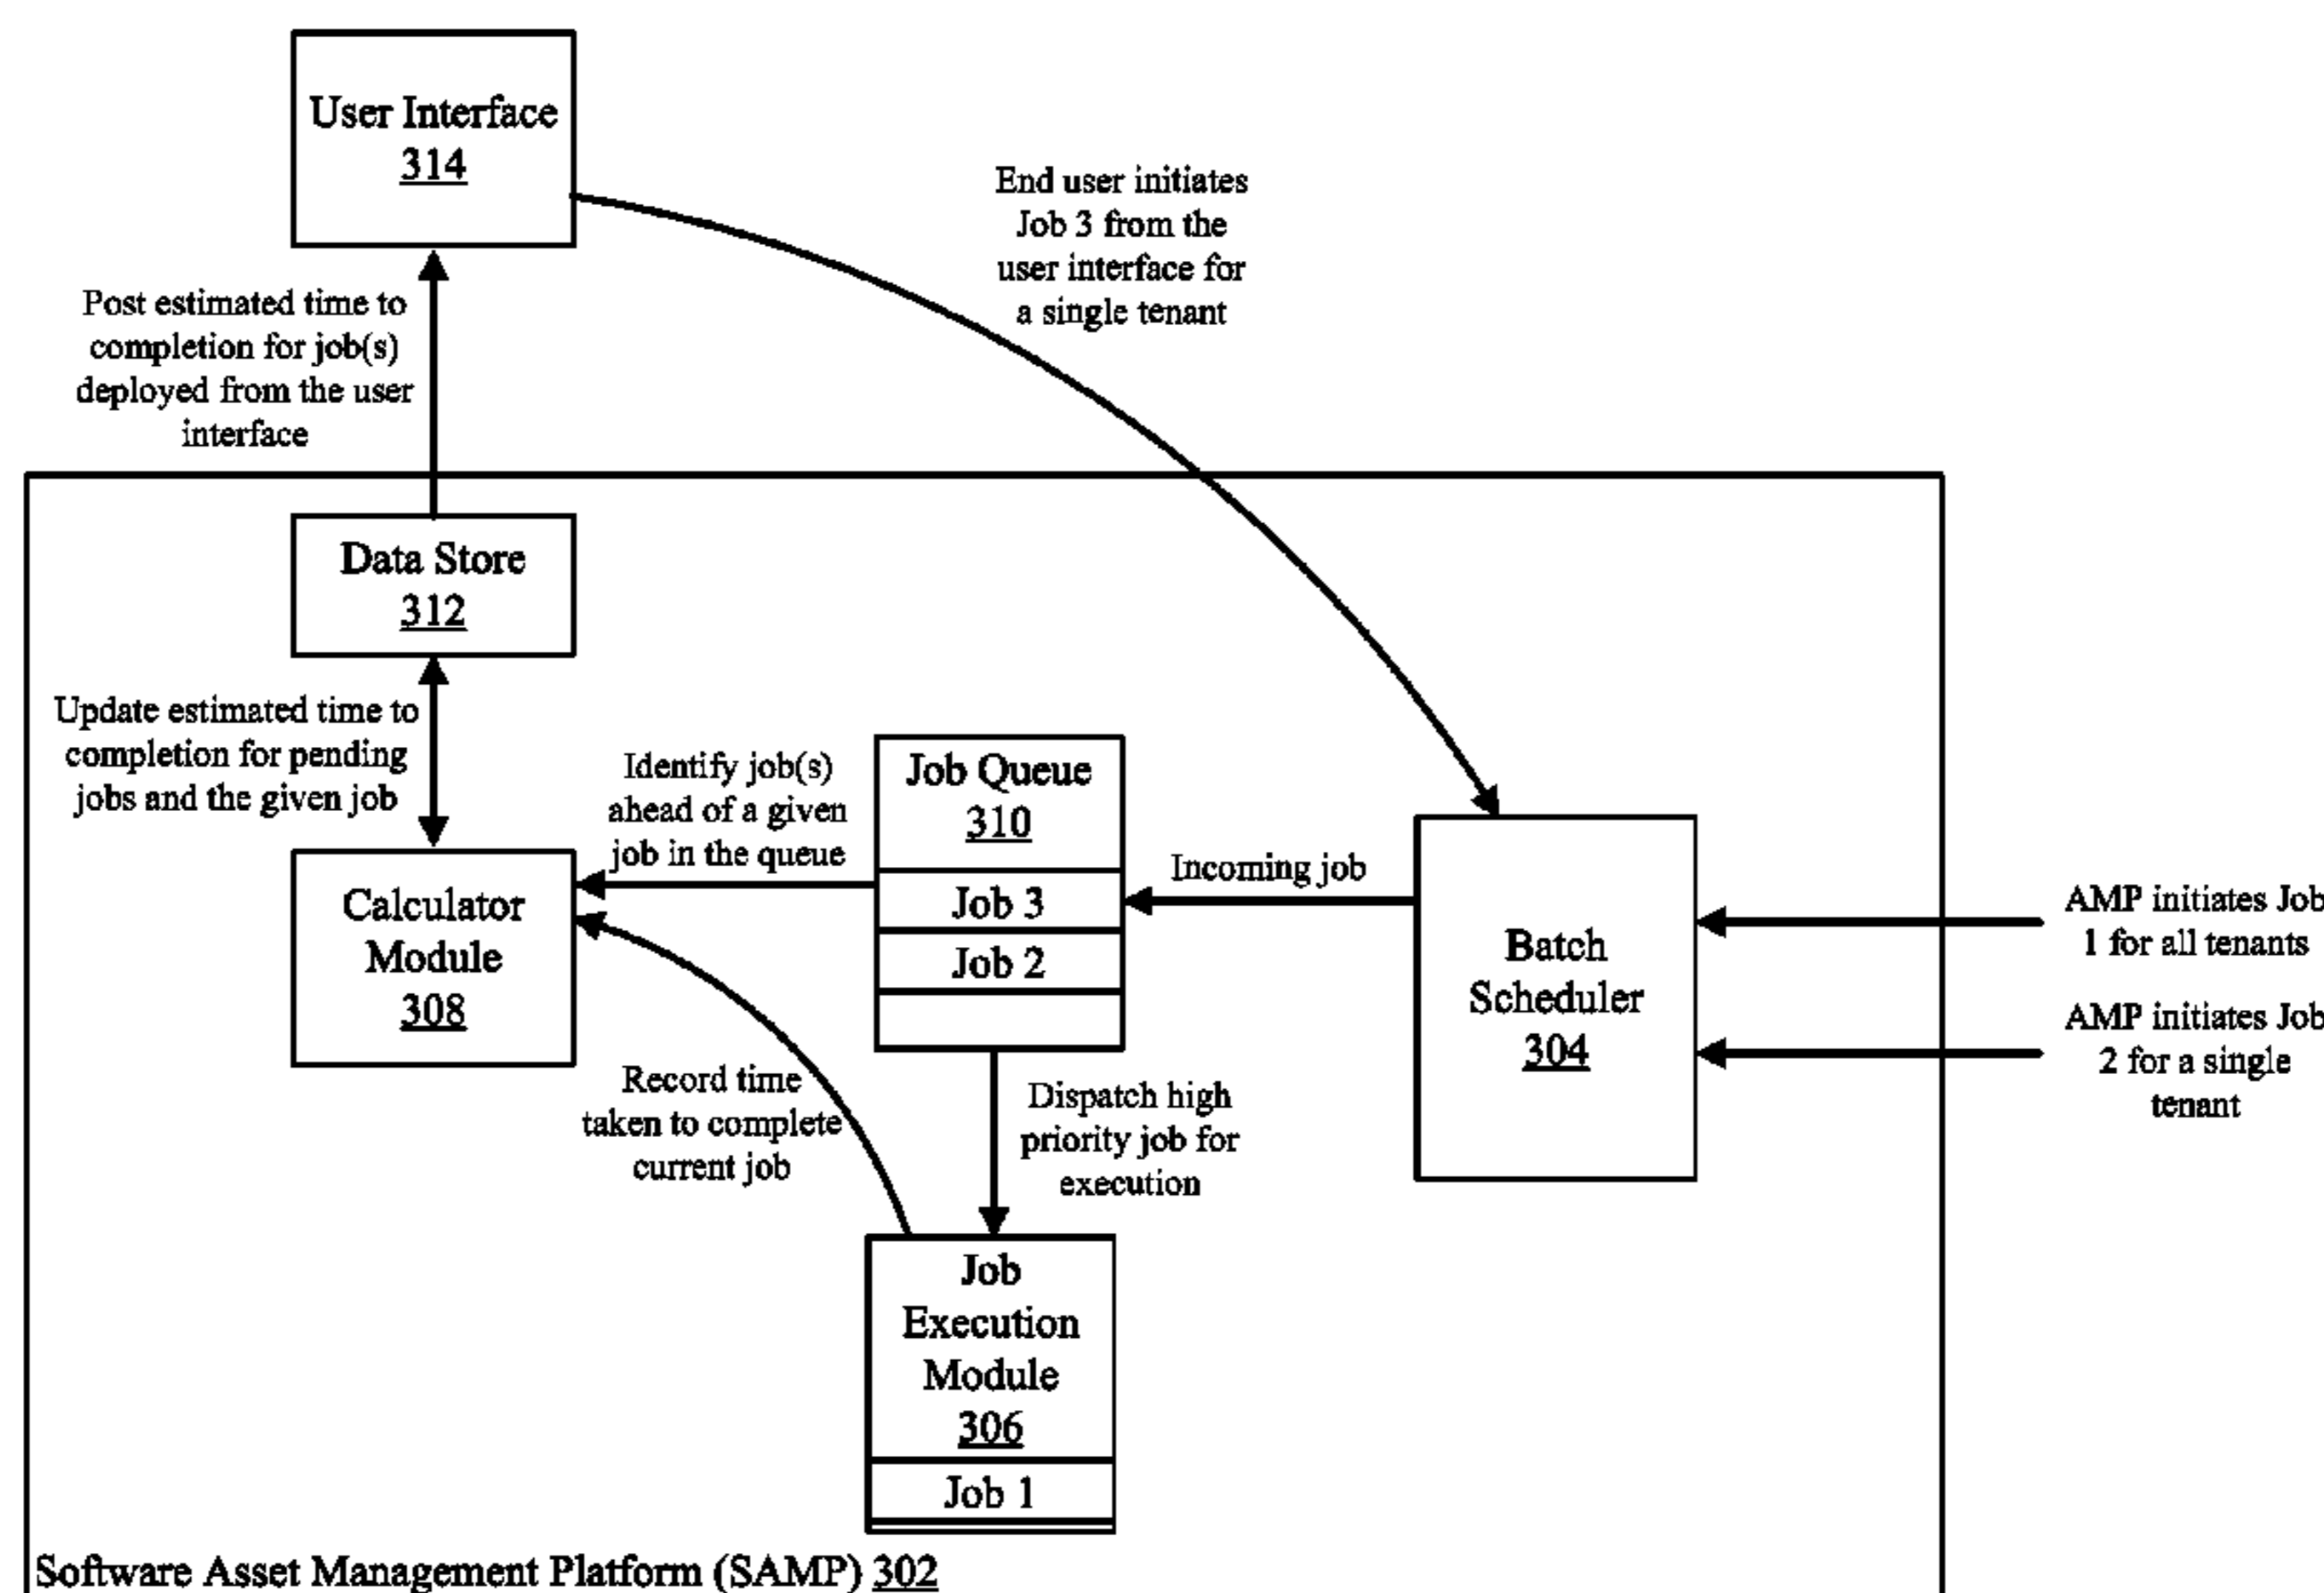 User Interface
314
End user initiates
Job 3 from the
user interface for
a single tenant
Post estimated time to
completion for job(s)
deployed from the user
interface
Data Store
312
Update estimated time to
completion for pending
jobs and the given job
Identify job(s)
ahead of a given
job in the queue
Job Queue
310
Job 3
Job 2
Incoming job
Calculator
Module
308
Batch
Scheduler
304
AMP initiates Job
1 for all tenants
AMP initiates Job
2 for a single
tenant
Record time
taken to complete
current job
Dispatch high
priority job for
execution
Job
Execution
Module
306
Job 1
Software Asset Management Platform (SAMP) 302